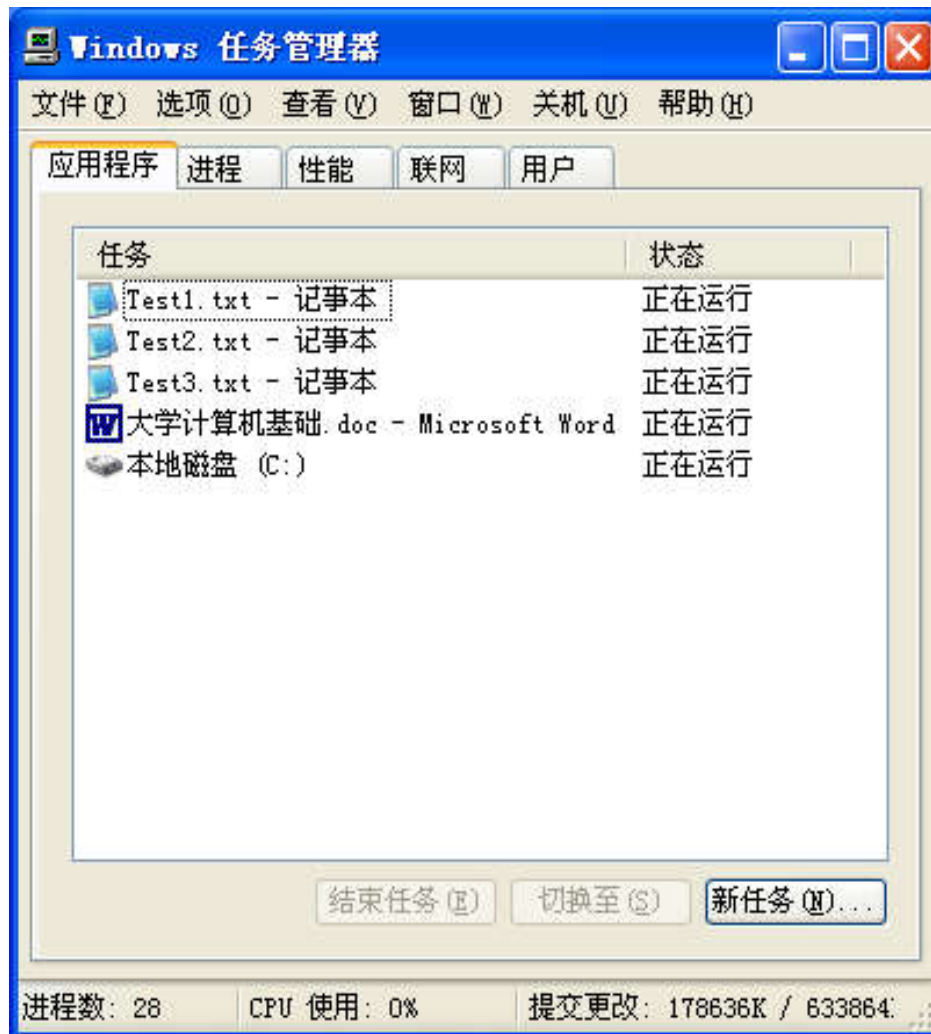 Windows 任务管理器
文件(F) 选项(O) 查看(V) 窗口(W) 关机(U) 帮助(H)
应用程序 进程 性能 联网 用户
任务 状态
Test1.txt - 记事本 正在运行
Test2.txt - 记事本 正在运行
Test3.txt - 记事本 正在运行
大学计算机基础.doc - Microsoft Word 正在运行
本地磁盘 (C:) 正在运行
结束任务(E) 切换至(S) 新任务(N)...
进程数: 28 CPU 使用: 0% 提交更改: 178636K / 633864